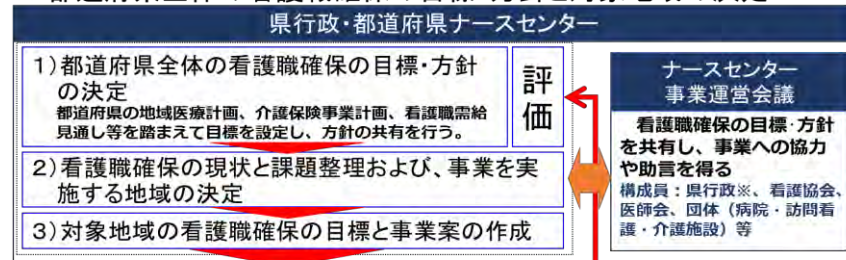 県行政・都道府県ナースセンター
1)都道府県全体の看護職確保の目標・方針
の決定
都道府県の地域医療計画、介護保険事業計画、看護職需給
見通し等を踏まえて目標を設定し、方針の共有を行う。
評
価
2)看護職確保の現状と課題整理および、事業を実
施する地域の決定
3)対象地域の看護職確保の目標と事業案の作成
ナースセンター
事業運営会議
看護職確保の目標・方針
を共有し、事業への協力
や助言を得る
構成員：県行政※、看護協会、
医師会、団体（病院・訪問看
護・介護施設）等